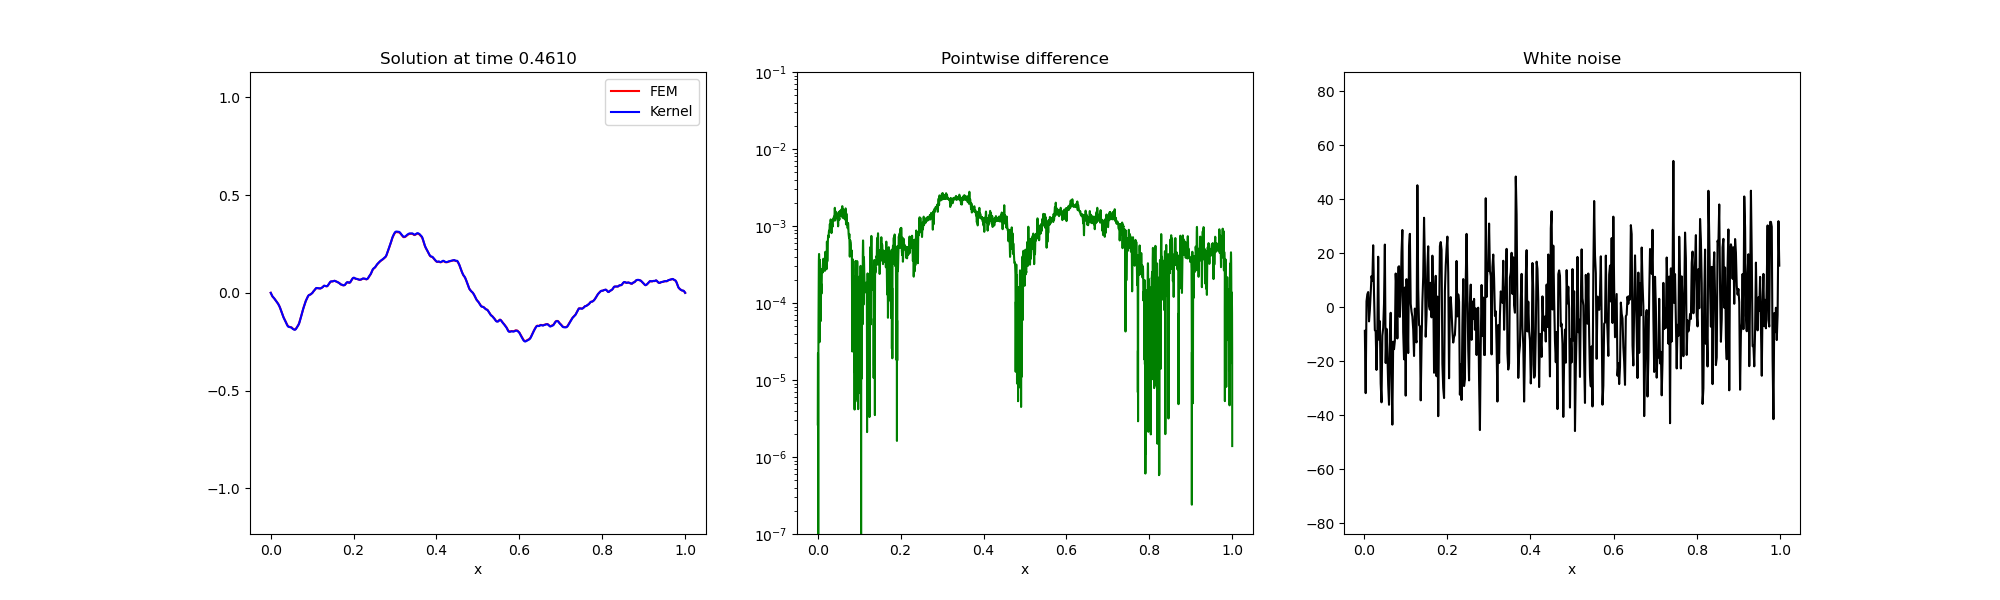 Solution at time 0.4610
FEM
Kernel
1.0
0.5
0.0
−0.5
−1.0
0.0 0.2 0.4 0.6 0.8 1.0
x
Pointwise difference
10⁻¹
10⁻²
10⁻³
10⁻⁴
10⁻⁵
10⁻⁶
10⁻⁷
0.0 0.2 0.4 0.6 0.8 1.0
x
White noise
80
60
40
20
0
−20
−40
−60
−80
0.0 0.2 0.4 0.6 0.8 1.0
x